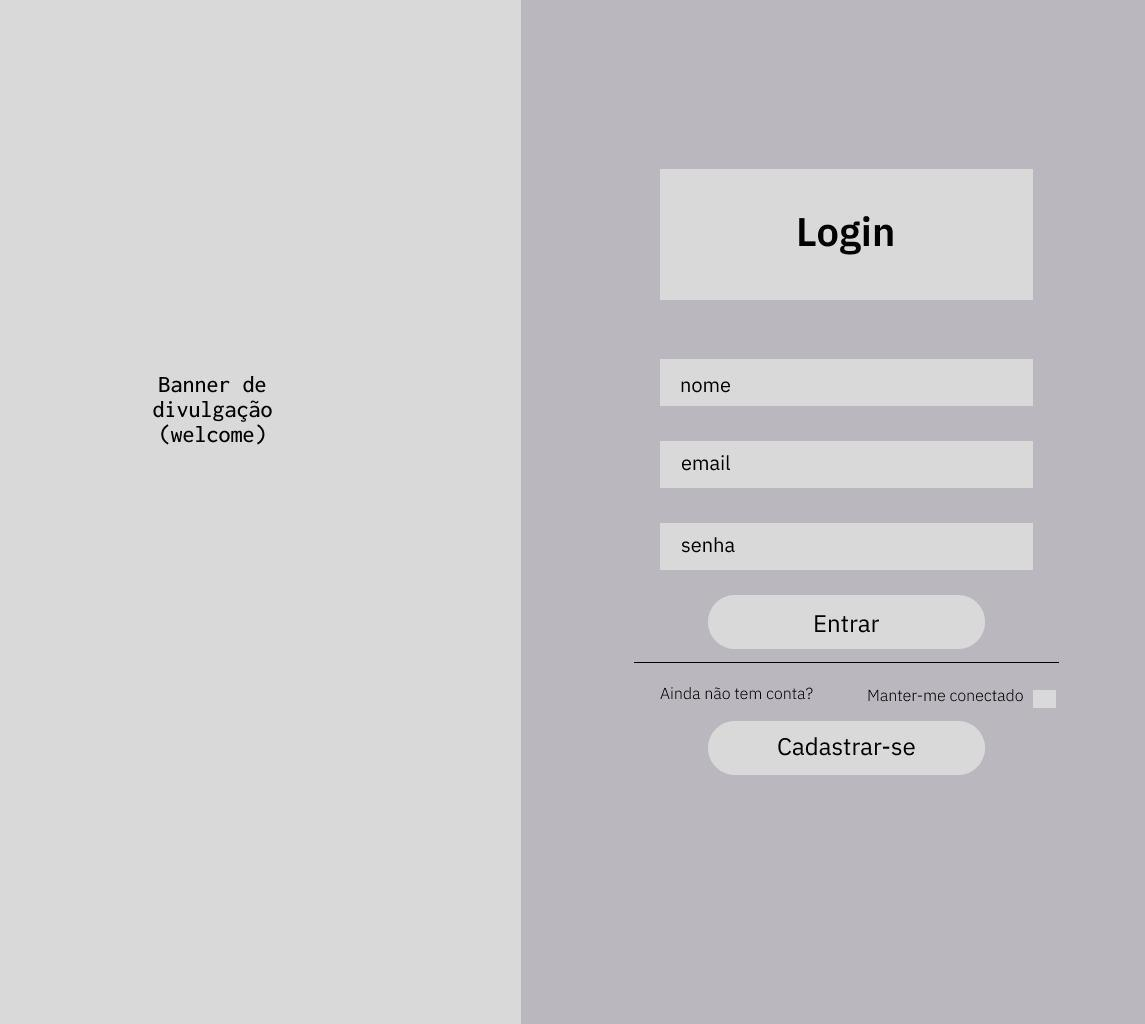 Banner de
divulgação
(welcome)
Login
nome
email
senha
Entrar
Ainda não tem conta?
Manter-me conectado
Cadastrar-se